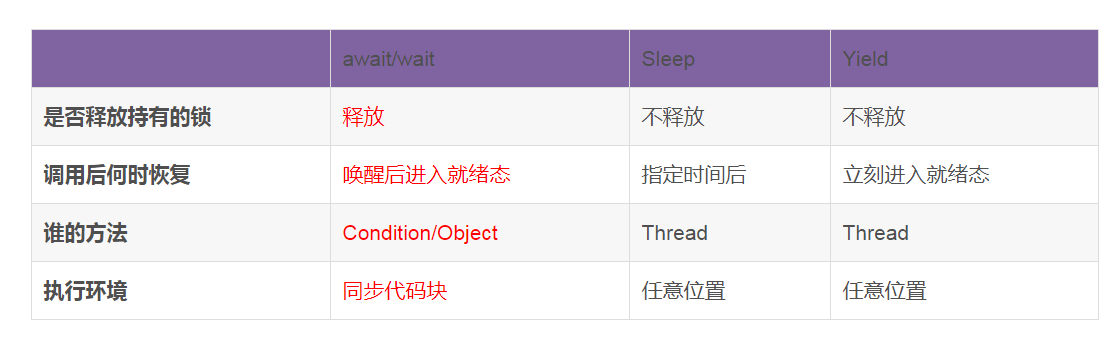 await/wait Sleep Yield
是否释放持有的锁 释放 不释放 不释放
调用后何时恢复 唤醒后进入就绪态 指定时间后 立刻进入就绪态
谁的方法 Condition/Object Thread Thread
执行环境 同步代码块 任意位置 任意位置